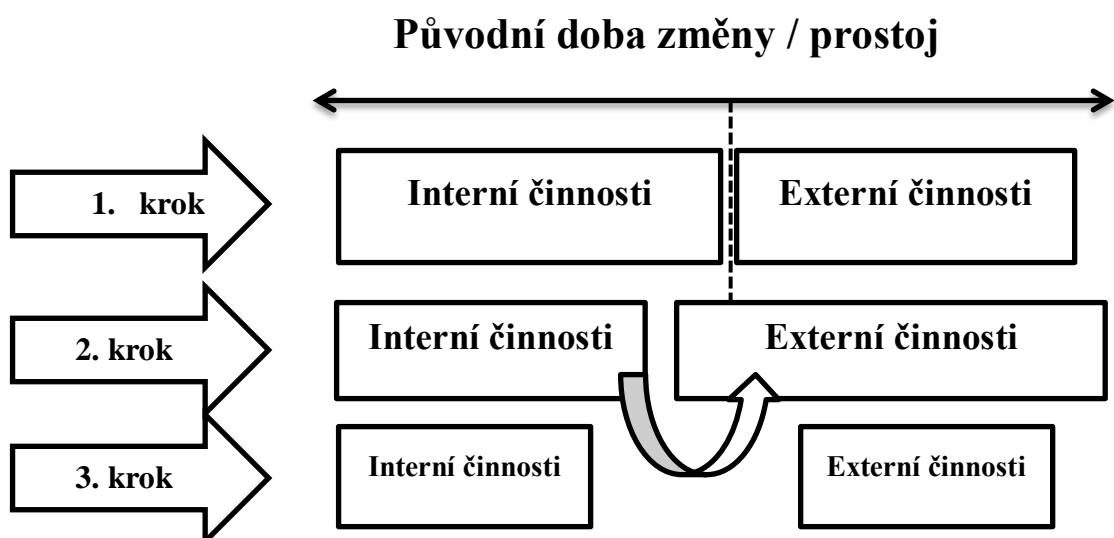 Původní doba změny / prostoj
1. krok
Interní činnosti
Externí činnosti
2. krok
Interní činnosti
Externí činnosti
3. krok
Interní činnosti
Externí činnosti